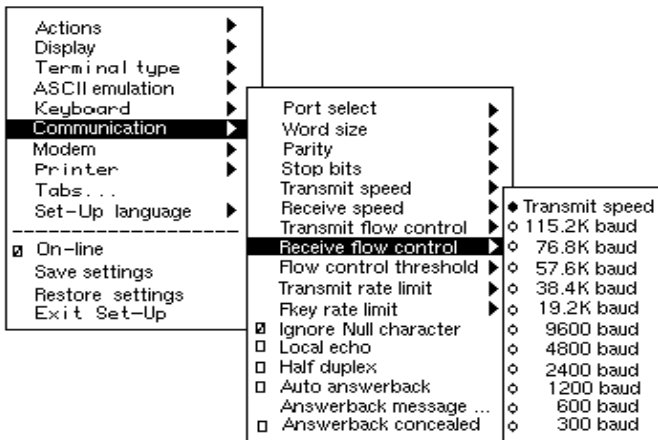 Actions
Display
Terminal type
ASCII emulation
Keyboard
Communication
Modem
Printer
Tabs...
Set-Up language
On-line
Save settings
Restore settings
Exit Set-Up
Port select
Word size
Parity
Stop bits
Transmit speed
Receive speed
Transmit flow control
Receive flow control
Flow control threshold
Transmit rate limit
Fkey rate limit
Ignore Null character
Local echo
Half duplex
Auto answerback
Answerback message ...
Answerback concealed
Transmit speed
115.2K baud
76.8K baud
57.6K baud
38.4K baud
19.2K baud
9600 baud
4800 baud
2400 baud
1200 baud
600 baud
300 baud